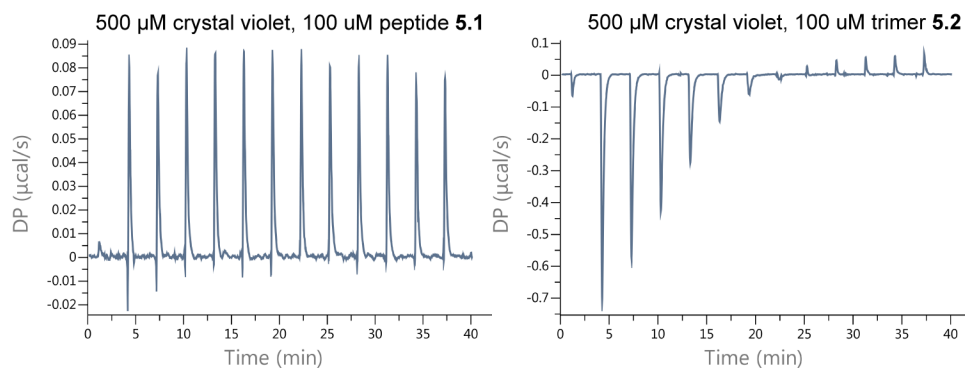 500 µM crystal violet, 100 uM peptide 5.1
0.09
0.08
0.07
0.06
0.05
0.04
0.03
0.02
0.01
0
-0.01
-0.02
DP (µcal/s)
0 5 10 15 20 25 30 35 40
Time (min)
500 µM crystal violet, 100 uM trimer 5.2
0.1
0
-0.1
-0.2
-0.3
-0.4
-0.5
-0.6
-0.7
DP (µcal/s)
0 5 10 15 20 25 30 35 40
Time (min)